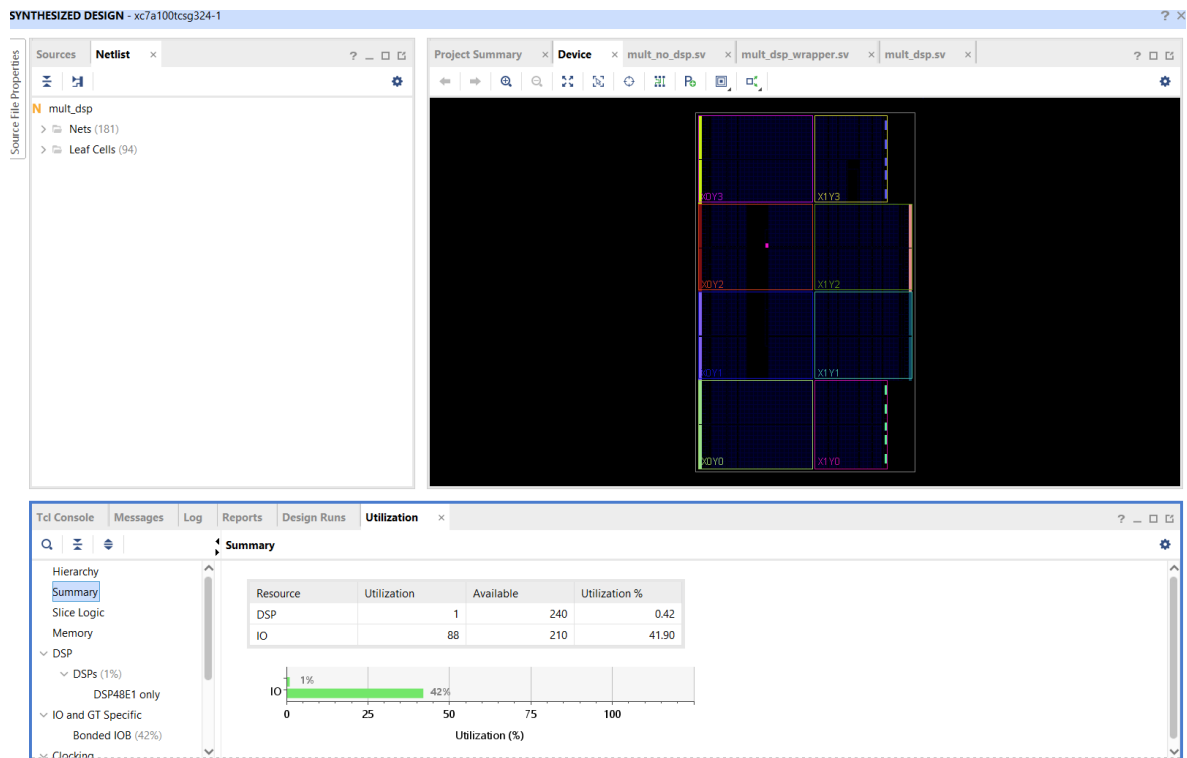 SYNTHESIZED DESIGN - xc7a100tcsg324-1
Source File Properties
Sources Netlist
Project Summary Device mult_no_dsp.sv mult_dsp_wrapper.sv mult_dsp.sv
N mult_dsp
Nets (181)
Leaf Cells (94)
X0Y3 X1Y3
X0Y2 X1Y2
X0Y1 X1Y1
X0Y0 X1Y0
Tcl Console Messages Log Reports Design Runs Utilization
Summary
Hierarchy
Summary
Slice Logic
Memory
DSP
DSPs (1%)
DSP48E1 only
IO and GT Specific
Bonded IOB (42%)
Clocking
Resource Utilization Available Utilization %
DSP 1 240 0.42
IO 88 210 41.90
1%
IO 42%
0 25 50 75 100
Utilization (%)